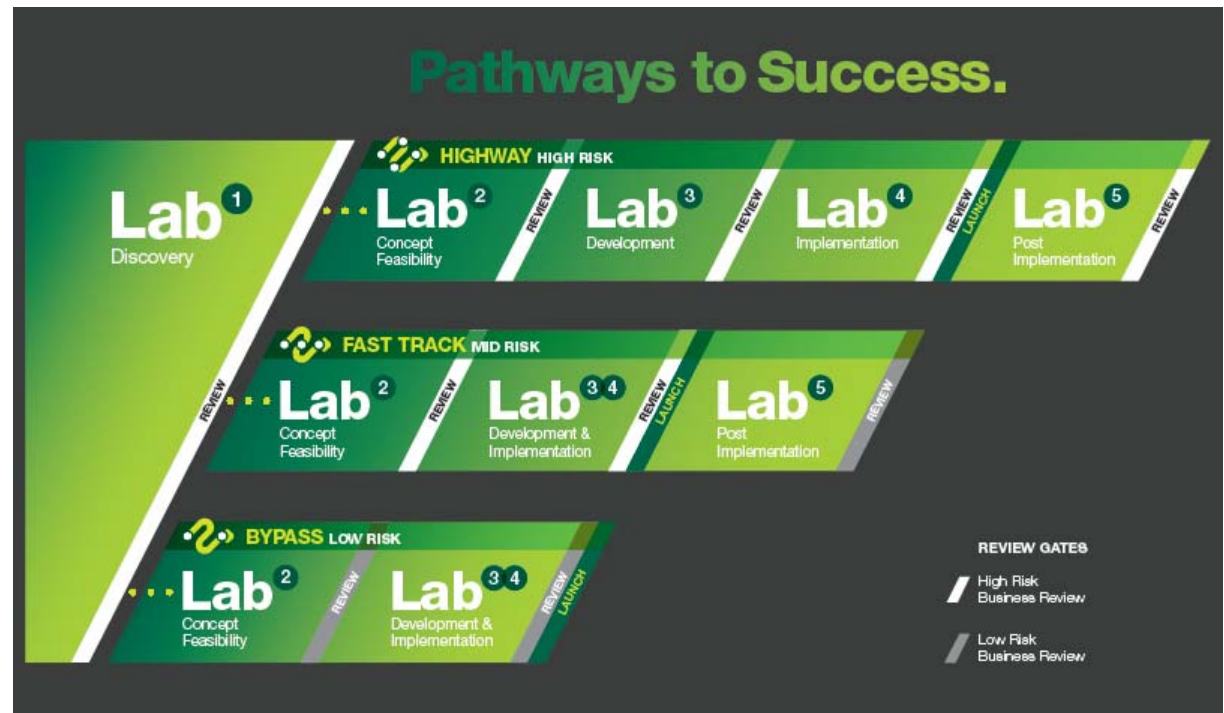 Pathways to Success.
Lab 1
Discovery
REVIEW
HIGHWAY HIGH RISK
Lab 2
Concept
Feasibility
REVIEW
Lab 3
Development
REVIEW
Lab 4
Implementation
REVIEW
LAUNCH
Lab 5
Post
Implementation
REVIEW
FAST TRACK MID RISK
Lab 2
Concept
Feasibility
REVIEW
Lab 3 4
Development &
Implementation
REVIEW
LAUNCH
Lab 5
Post
Implementation
REVIEW
BYPASS LOW RISK
Lab 2
Concept
Feasibility
REVIEW
Lab 3 4
Development &
Implementation
REVIEW
LAUNCH
REVIEW GATES
High Risk
Business Review
Low Risk
Business Review